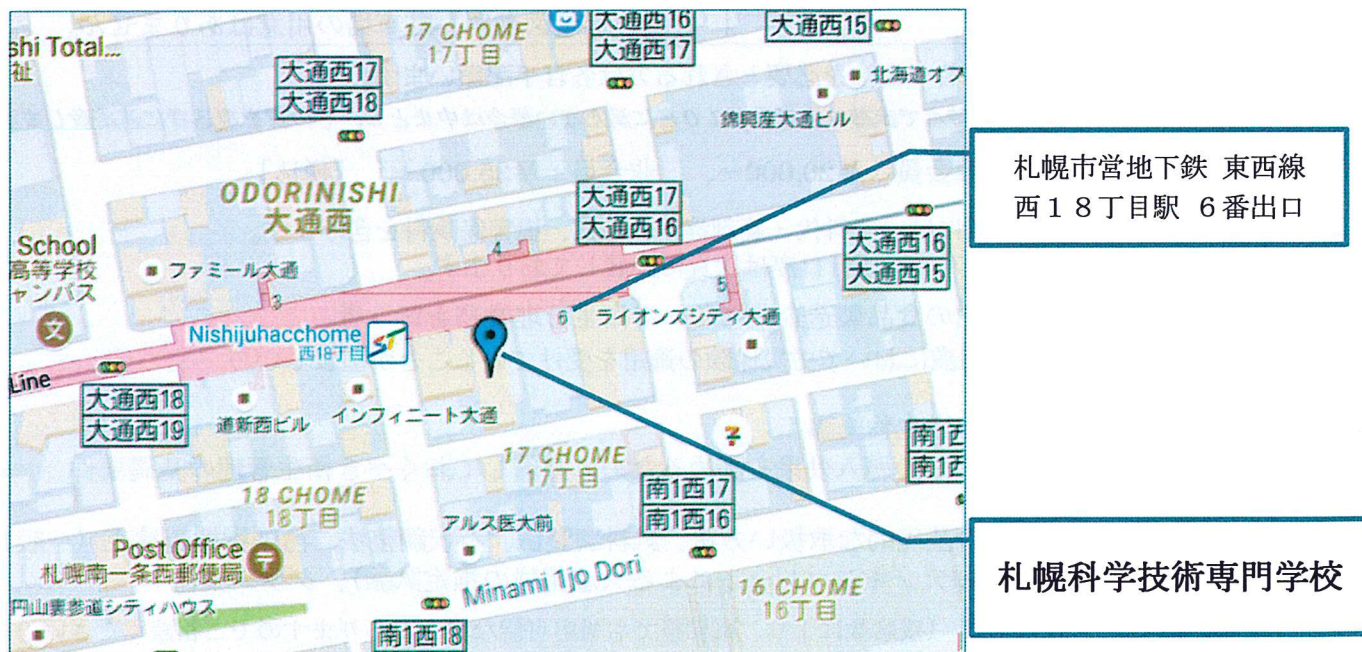 shi Total...
祉
17 CHOME
17丁目
大通西16
大通西17
大通西15
大通西17
大通西18
北海道オフ
錦興産大通ビル
ODORINISHI
大通西
大通西17
大通西16
大通西16
大通西15
School
高等学校
ャンパス
文
ファミール大通
3
4
5
6
Nishijuhacchome
西18丁目
ST
ライオンズシティ大通
Line
大通西18
大通西19
道新西ビル
インフィニート大通
7
17 CHOME
17丁目
南1西17
南1西16
18 CHOME
18丁目
アルス医大前
Post Office
札幌南一条西郵便局
〒
円山裏参道シティハウス
Minami 1jo Dori
16 CHOME
16丁目
南1西18
札幌市営地下鉄 東西線
西18丁目駅 6番出口
札幌科学技術専門学校